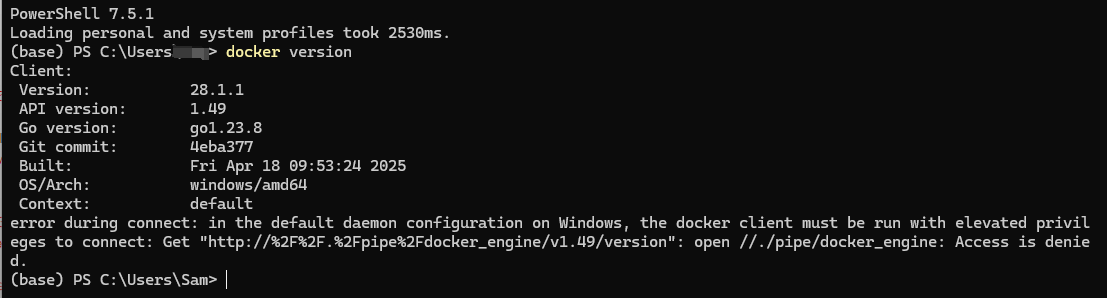 PowerShell 7.5.1
Loading personal and system profiles took 2530ms.
(base) PS C:\Users\> docker version
Client:
 Version:           28.1.1
 API version:       1.49
 Go version:        go1.23.8
 Git commit:        4eba377
 Built:             Fri Apr 18 09:53:24 2025
 OS/Arch:           windows/amd64
 Context:           default
error during connect: in the default daemon configuration on Windows, the docker client must be run with elevated privil
eges to connect: Get "http://%2F%2F.%2Fpipe%2Fdocker_engine/v1.49/version": open //./pipe/docker_engine: Access is denie
d.
(base) PS C:\Users\Sam>